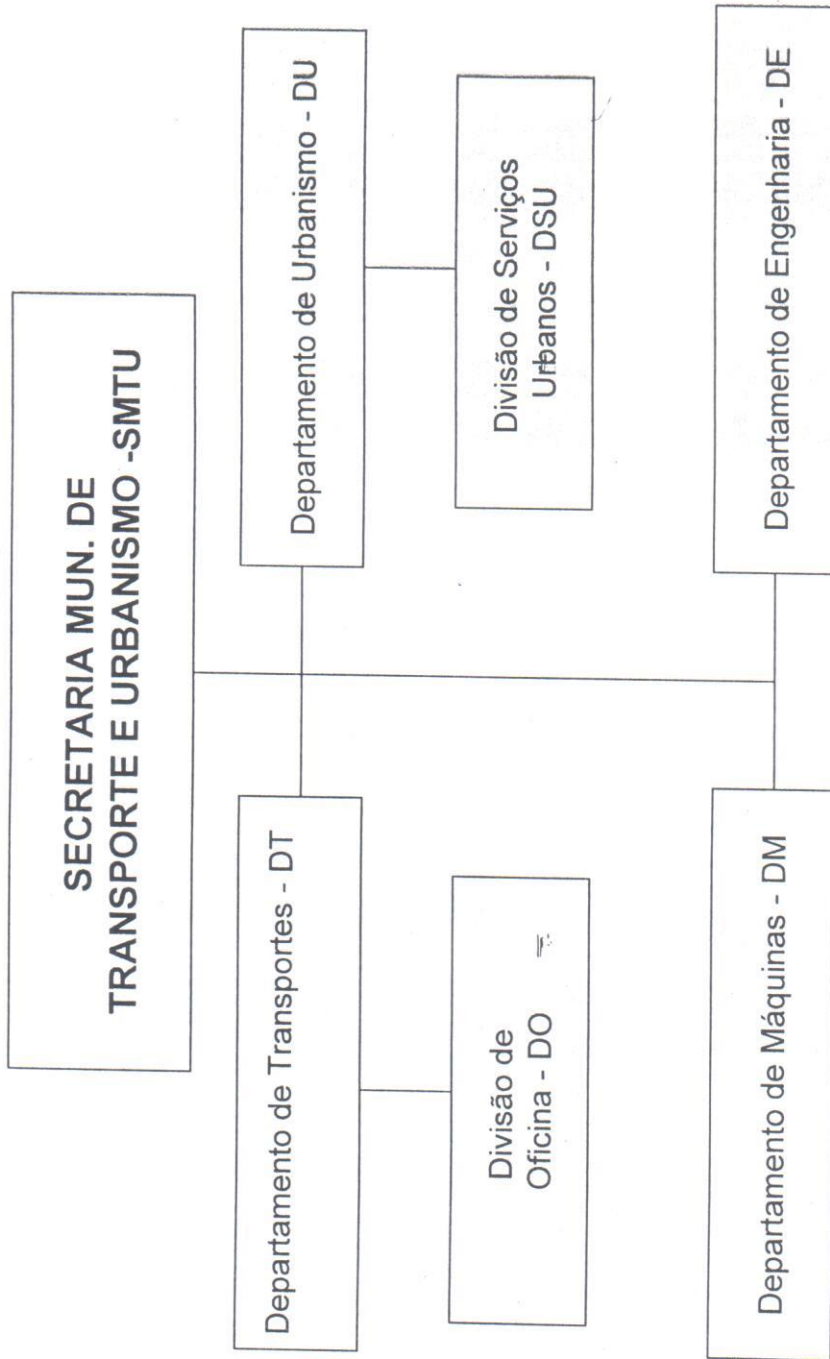 SECRETARIA MUN. DE
TRANSPORTE E URBANISMO -SMTU
Departamento de Transportes - DT
Departamento de Urbanismo - DU
Divisão de
Oficina - DO
Divisão de Serviços
Urbanos - DSU
Departamento de Máquinas - DM
Departamento de Engenharia - DE